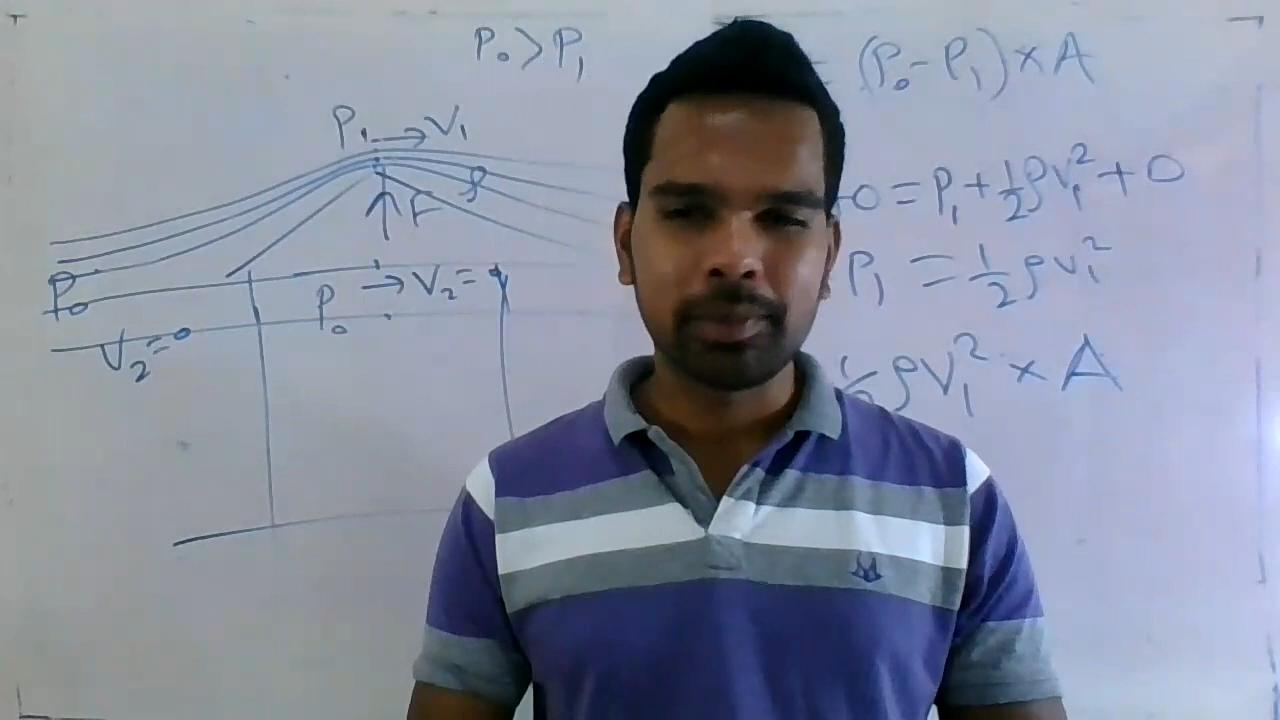 P₀ > P₁
= (P₀ - P₁) × A
P₁ → V₁
ρ
F
0 = P₁ + ½ρv₁² + 0
P₀
P₀ → V₂ =
V₂ = 0
P₁ = ½ρv₁²
ρV₁² × A